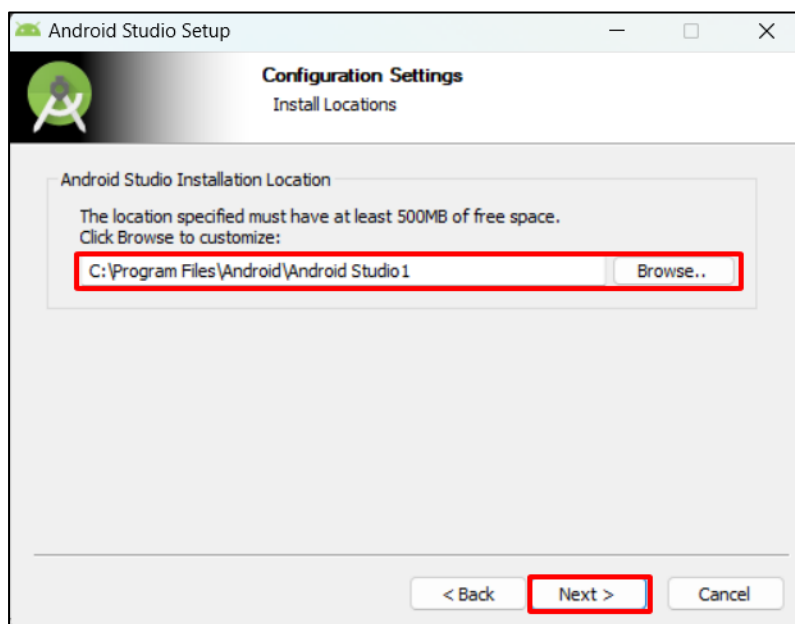 Android Studio Setup
Configuration Settings
Install Locations
Android Studio Installation Location
The location specified must have at least 500MB of free space.
Click Browse to customize:
C:\Program Files\Android\Android Studio1
Browse..
< Back
Next >
Cancel